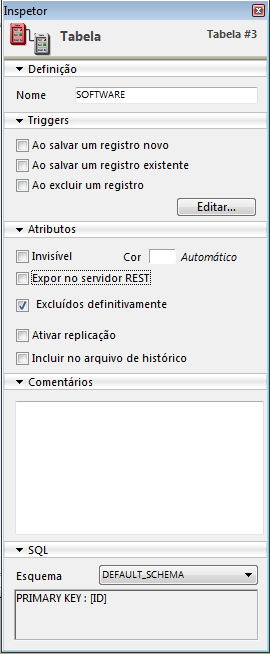 Inspetor
Tabela
Tabela #3
Definição
Nome SOFTWARE
Triggers
Ao salvar um registro novo
Ao salvar um registro existente
Ao excluir um registro
Editar...
Atributos
Invisível Cor Automático
Expor no servidor REST
Excluídos definitivamente
Ativar replicação
Incluir no arquivo de histórico
Comentários
SQL
Esquema DEFAULT_SCHEMA
PRIMARY KEY : [ID]